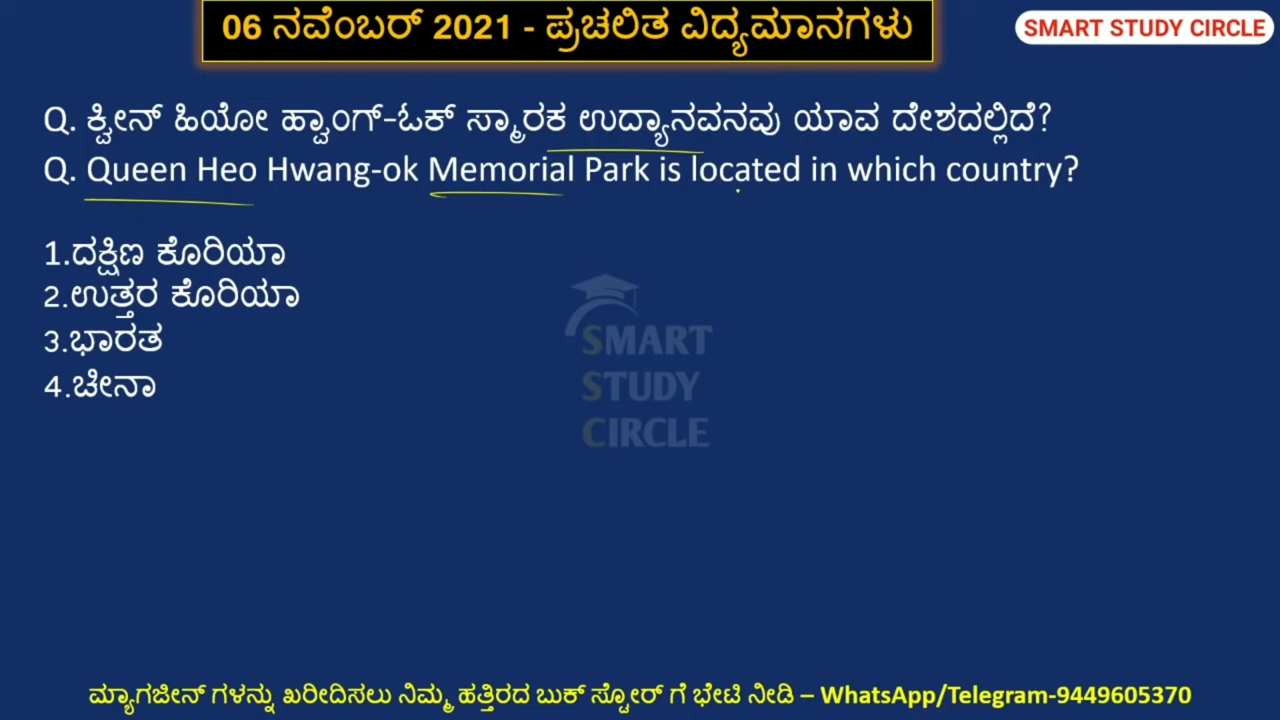 06 ನವೆಂಬರ್ 2021 - ಪ್ರಚಲಿತ ವಿದ್ಯಮಾನಗಳು
SMART STUDY CIRCLE
Q. ಕ್ವೀನ್ ಹಿಯೋ ಹ್ವಾಂಗ್-ಓಕ್ ಸ್ಮಾರಕ ಉದ್ಯಾನವನವು ಯಾವ ದೇಶದಲ್ಲಿದೆ?
Q. Queen Heo Hwang-ok Memorial Park is located in which country?
1.ದಕ್ಷಿಣ ಕೊರಿಯಾ
2.ಉತ್ತರ ಕೊರಿಯಾ
3.ಭಾರತ
4.ಚೀನಾ
SMART
STUDY
CIRCLE
ಮ್ಯಾಗಜೀನ್ ಗಳನ್ನು ಖರೀದಿಸಲು ನಿಮ್ಮ ಹತ್ತಿರದ ಬುಕ್ ಸ್ಟೋರ್ ಗೆ ಭೇಟಿ ನೀಡಿ – WhatsApp/Telegram-9449605370